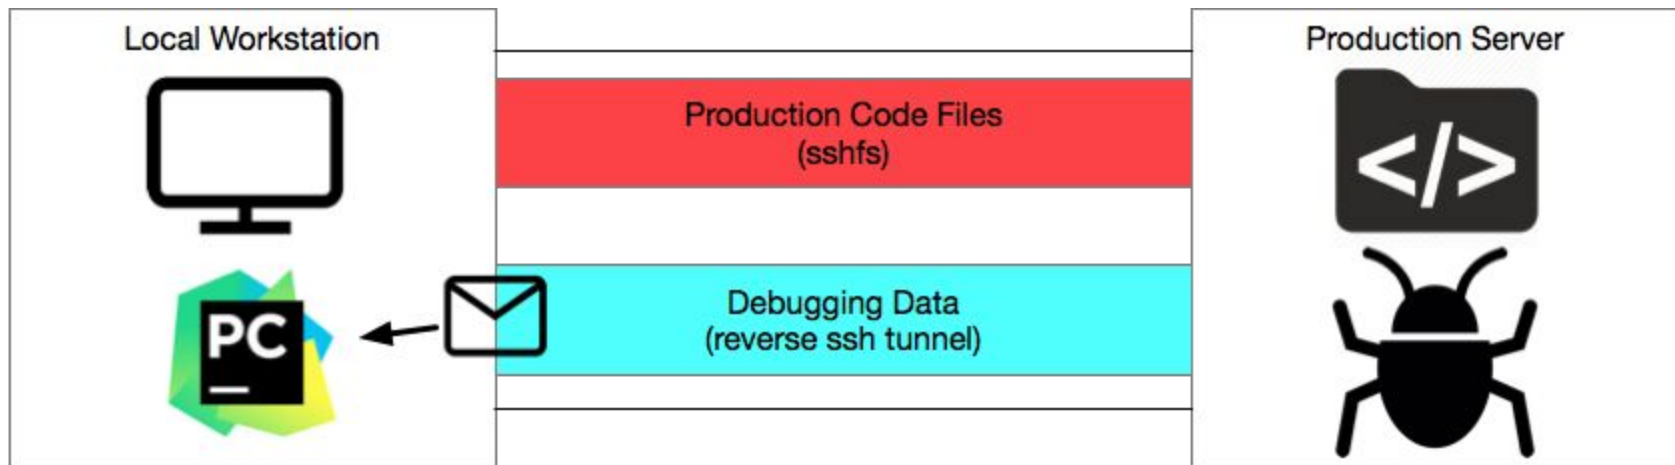 Local Workstation
Production Server
Production Code Files
(sshfs)
</>
Debugging Data
(reverse ssh tunnel)
PC